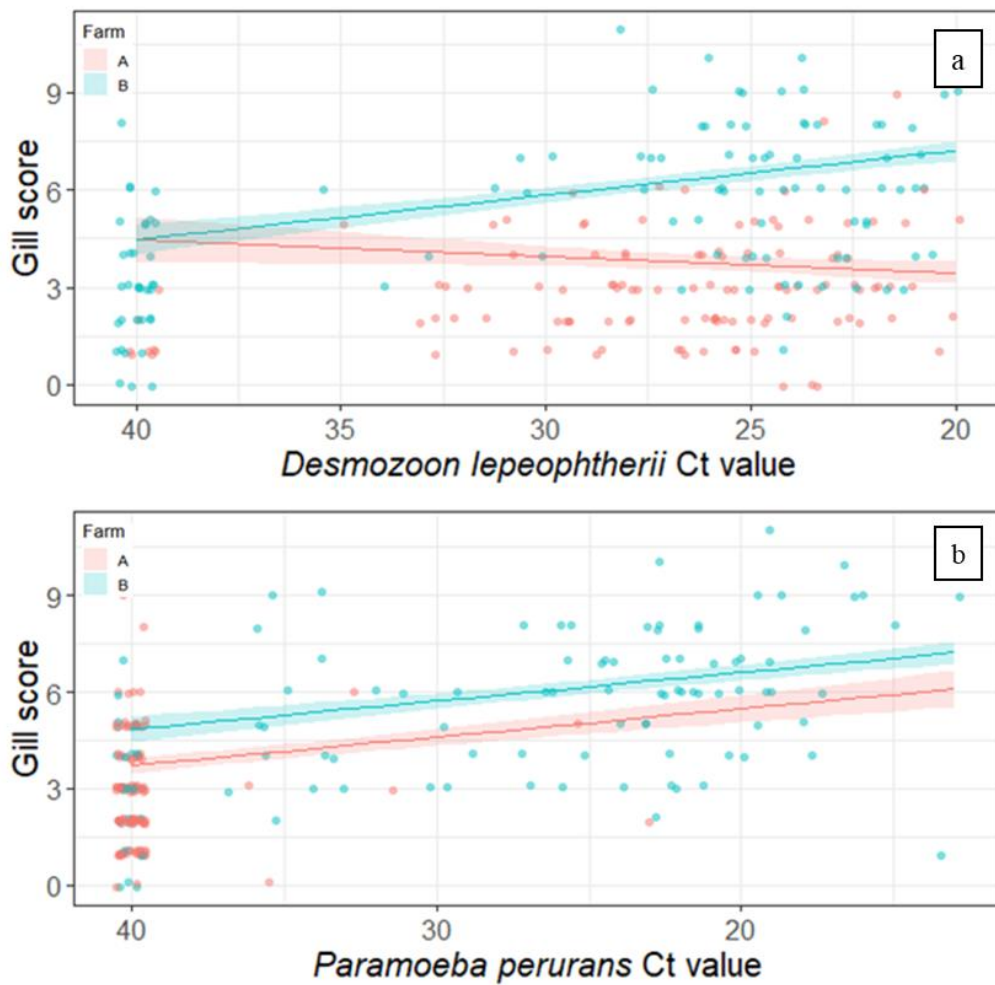 Farm
A
B
a
Gill score
9
6
3
0
40 35 30 25 20
Desmozoon lepeophtherii Ct value
Farm
A
B
b
Gill score
9
6
3
0
40 30 20
Paramoeba perurans Ct value